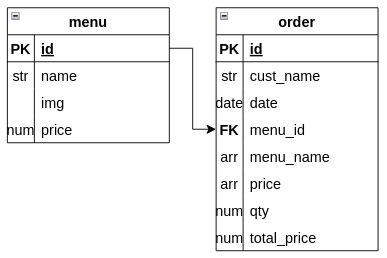 menu
PK id
str name
img
num price
order
PK id
str cust_name
date date
FK menu_id
arr menu_name
arr price
num qty
num total_price